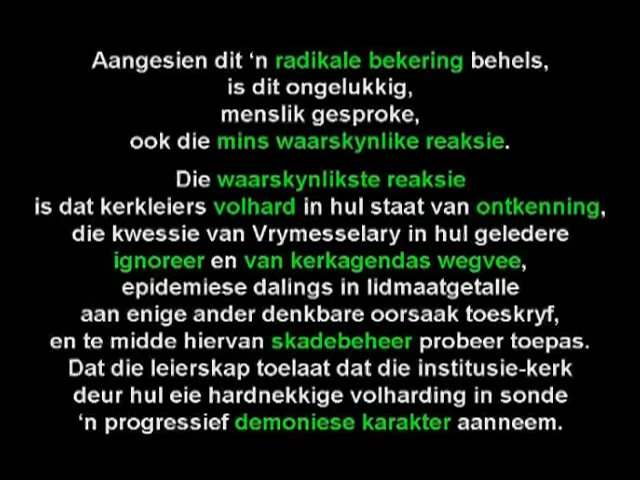 Aangesien dit ‘n radikale bekering behels,
is dit ongelukkig,
menslik gesproke,
ook die mins waarskynlike reaksie.
Die waarskynlikste reaksie
is dat kerkleiers volhard in hul staat van ontkenning,
die kwessie van Vrymesselary in hul geledere
ignoreer en van kerkagendas wegvee,
epidemiese dalings in lidmaatgetalle
aan enige ander denkbare oorsaak toeskryf,
en te midde hiervan skadebeheer probeer toepas.
Dat die leierskap toelaat dat die institusie-kerk
deur hul eie hardnekkige volharding in sonde
‘n progressief demoniese karakter aanneem.